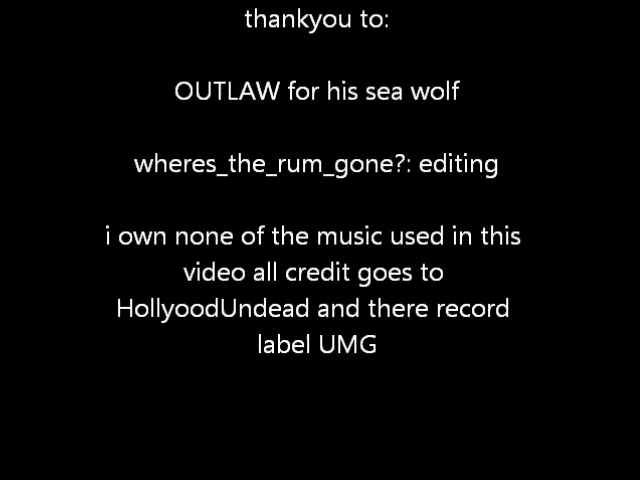 thankyou to:
OUTLAW for his sea wolf
wheres_the_rum_gone?: editing
i own none of the music used in this
video all credit goes to
HollyoodUndead and there record
label UMG